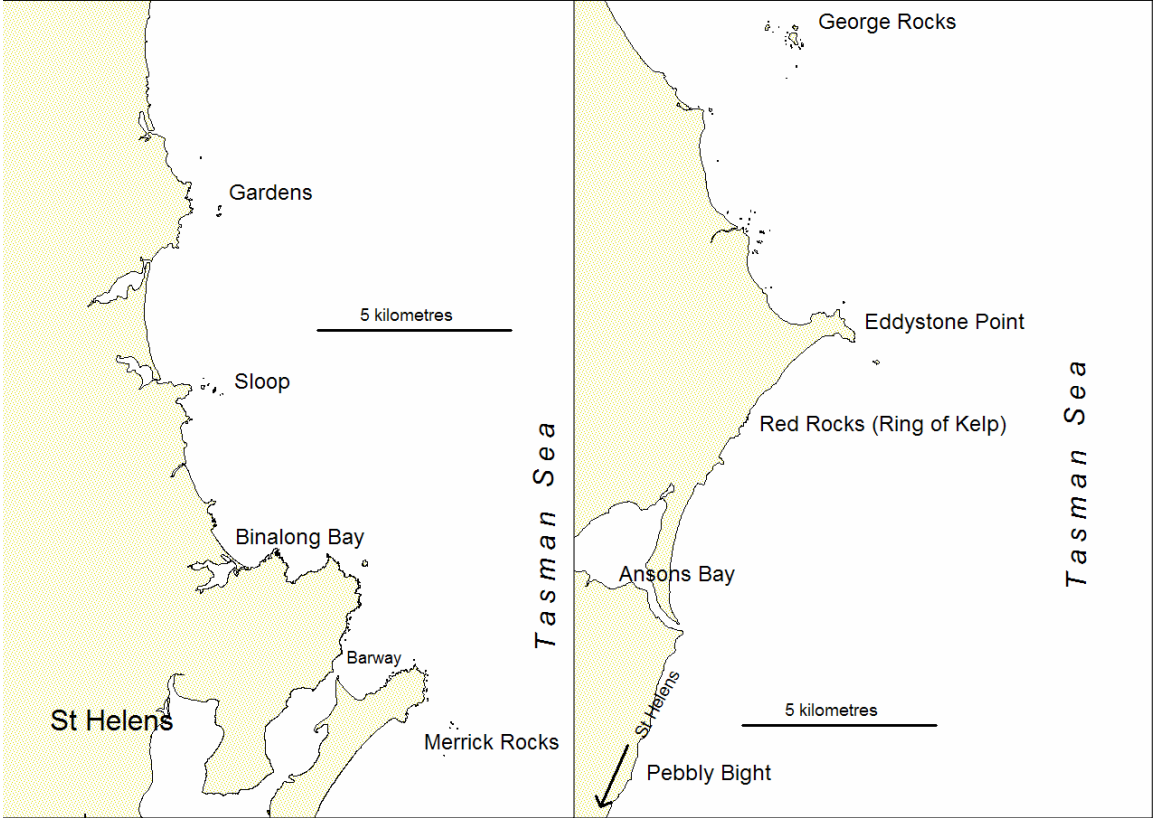 Gardens
5 kilometres
Sloop
Tasman Sea
Binalong Bay
Barway
St Helens
Merrick Rocks
George Rocks
Eddystone Point
Tasman Sea
Red Rocks (Ring of Kelp)
Ansons Bay
St Helens
5 kilometres
Pebbly Bight